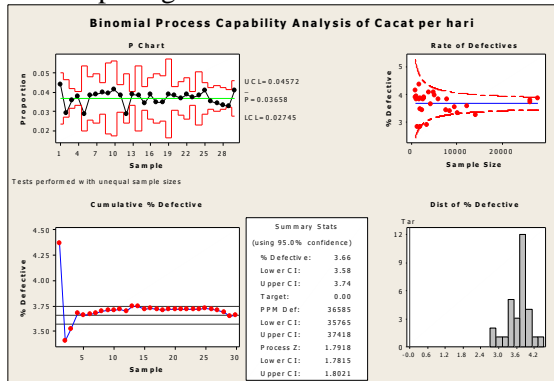 Binomial Process Capability Analysis of Cacat per hari
P Chart
Proportion
0.05
0.04
0.03
0.02
UCL=0.04572
_
P=0.03658
LCL=0.02745
1 4 7 10 13 16 19 22 25 28
Sample
Tests performed with unequal sample sizes
Rate of Defectives
% Defective
5
4
3
0 10000 20000
Sample Size
Cumulative % Defective
% Defective
4.50
4.25
4.00
3.75
3.50
5 10 15 20 25 30
Sample
Summary Stats
(using 95.0% confidence)
% Defective: 3.66
Lower CI: 3.58
Upper CI: 3.74
Target: 0.00
PPM Def: 36585
Lower CI: 35765
Upper CI: 37418
Process Z: 1.7918
Lower CI: 1.7815
Upper CI: 1.8021
Dist of % Defective
Tar
12
8
4
0
-0.0 0.6 1.2 1.8 2.4 3.0 3.6 4.2